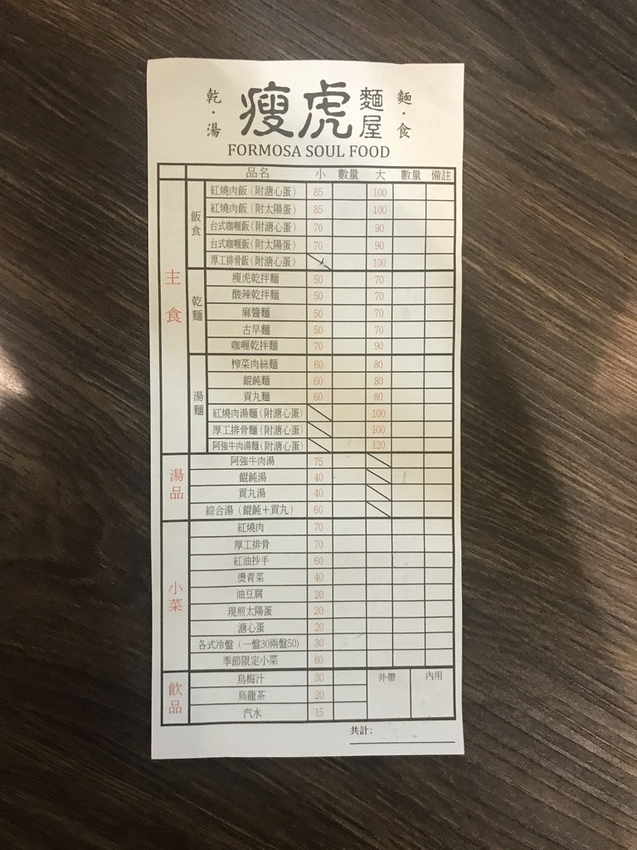 乾·湯 瘦虎麵屋 麵·食
FORMOSA SOUL FOOD
品名 小 數量 大 數量 備註
主食
飯食
紅燒肉飯(附溏心蛋) 85 100
紅燒肉飯(附太陽蛋) 85 100
台式咖喱飯(附溏心蛋) 70 90
台式咖喱飯(附太陽蛋) 70 90
厚工排骨飯(附溏心蛋) 100
乾麵
瘦虎乾拌麵 50 70
酸辣乾拌麵 50 70
麻醬麵 50 70
古早麵 50 70
咖喱乾拌麵 70 90
湯麵
榨菜肉絲麵 60 80
餛飩麵 60 80
貢丸麵 60 80
紅燒肉湯麵(附溏心蛋) 100
厚工排骨麵(附溏心蛋) 100
阿強牛肉湯麵(附溏心蛋) 120
湯品
阿強牛肉湯 75
餛飩湯 40
貢丸湯 40
綜合湯(餛飩+貢丸) 60
小菜
紅燒肉 70
厚工排骨 70
紅油抄手 60
燙青菜 40
油豆腐 20
現煎太陽蛋 20
溏心蛋 20
各式冷盤(一盤30兩盤50) 30
季節限定小菜 60
飲品
烏梅汁 30 外帶 內用
烏龍茶 20
汽水 15
共計: